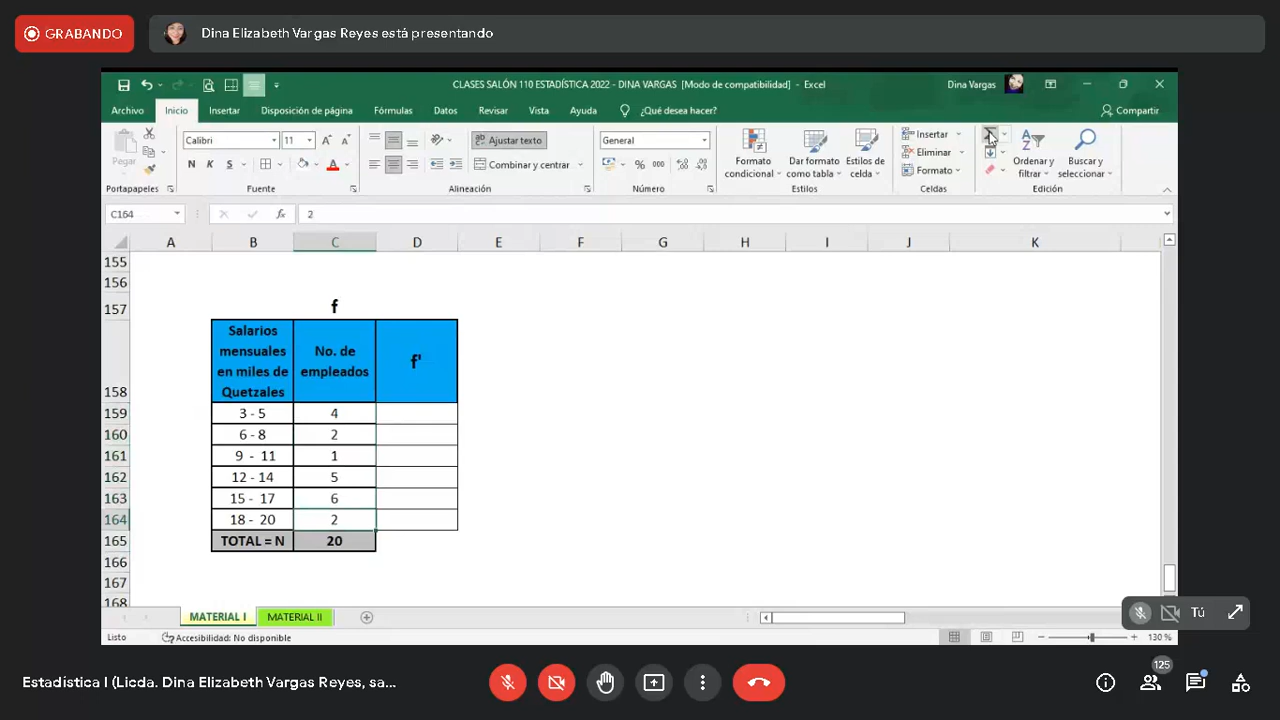 GRABANDO
Dina Elizabeth Vargas Reyes está presentando
CLASES SALÓN 110 ESTADÍSTICA 2022 - DINA VARGAS [Modo de compatibilidad] - Excel
Dina Vargas
Archivo Inicio Insertar Disposición de página Fórmulas Datos Revisar Vista Ayuda ¿Qué desea hacer? Compartir
Pegar
Calibri 11
N K S
Ajustar texto
Combinar y centrar
General
% 000
Formato condicional
Dar formato como tabla
Estilos de celda
Insertar
Eliminar
Formato
Ordenar y filtrar
Buscar y seleccionar
Portapapeles Fuente Alineación Número Estilos Celdas Edición
C164 fx 2
A B C D E F G H I J K
155
156
157 f
158 Salarios mensuales en miles de Quetzales No. de empleados f'
159 3 - 5 4
160 6 - 8 2
161 9 - 11 1
162 12 - 14 5
163 15 - 17 6
164 18 - 20 2
165 TOTAL = N 20
166
167
168
MATERIAL I MATERIAL II
Listo Accesibilidad: No disponible 130 %
Tú
Estadística I (Licda. Dina Elizabeth Vargas Reyes, sa...
125